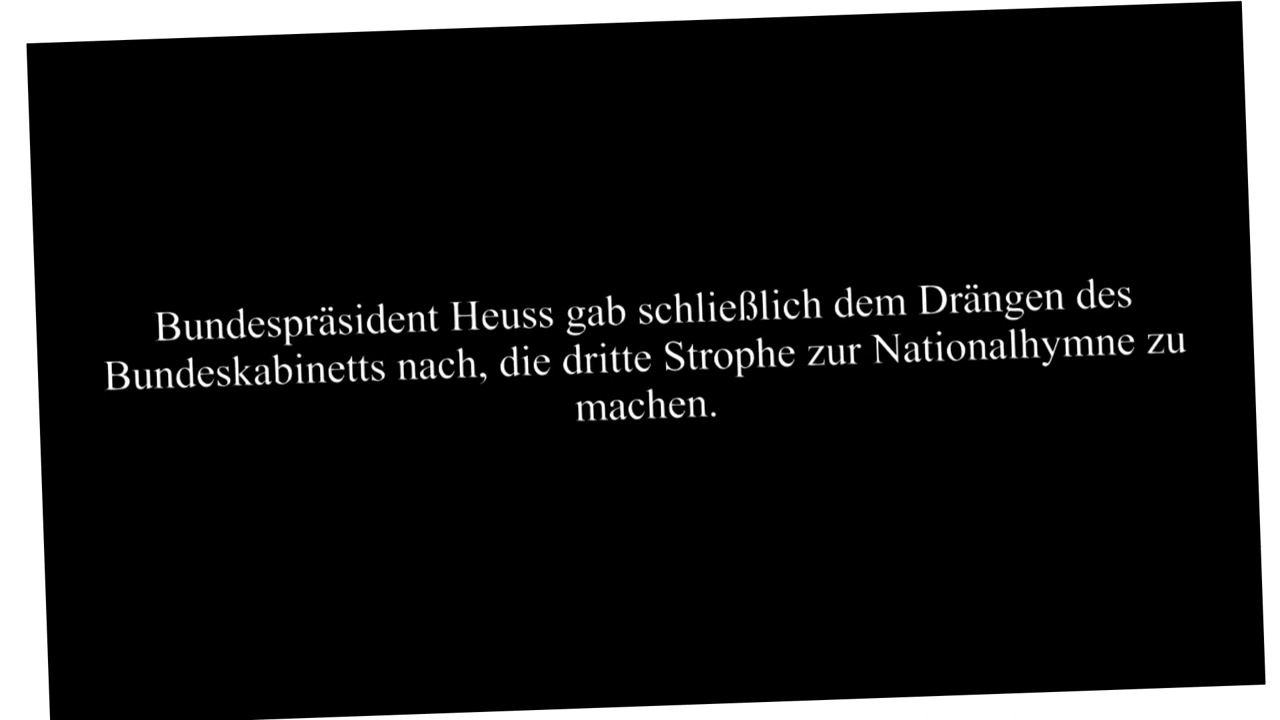 Bundespräsident Heuss gab schließlich dem Drängen des
Bundeskabinetts nach, die dritte Strophe zur Nationalhymne zu
machen.